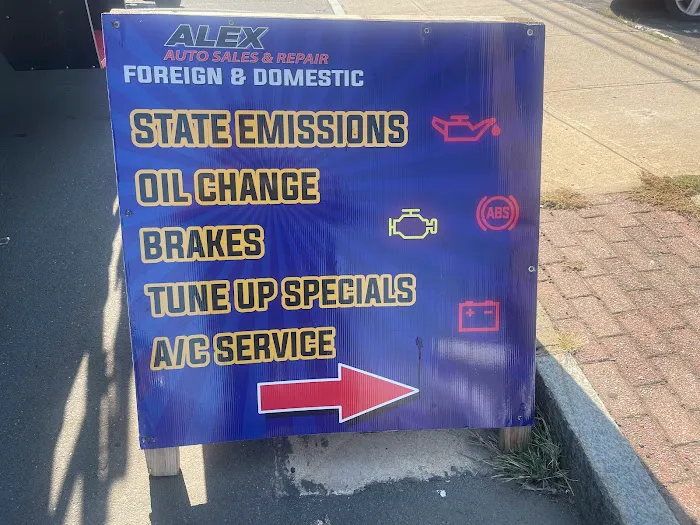 ALEX
AUTO SALES & REPAIR
FOREIGN & DOMESTIC
STATE EMISSIONS
OIL CHANGE
ABS
BRAKES
TUNE UP SPECIALS
A/C SERVICE